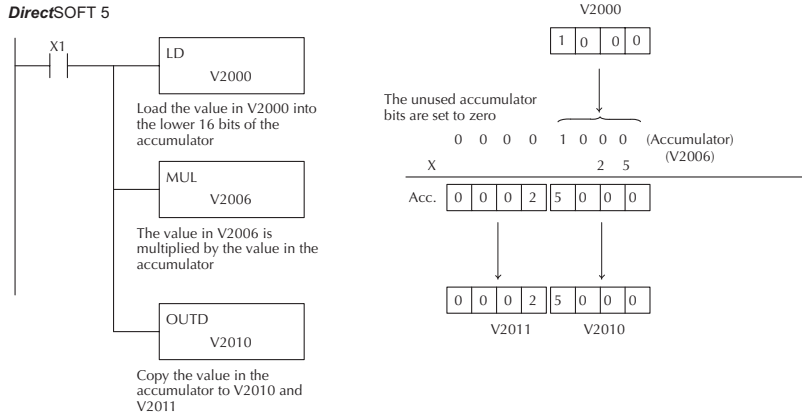 DirectSOFT 5
X1
LD
V2000
Load the value in V2000 into
the lower 16 bits of the
accumulator
MUL
V2006
The value in V2006 is
multiplied by the value in the
accumulator
OUTD
V2010
Copy the value in the
accumulator to V2010 and
V2011
V2000
1 0 0 0
The unused accumulator
bits are set to zero
0 0 0 0 1 0 0 0 (Accumulator)
(V2006)
X 2 5
Acc. 0 0 0 2 5 0 0 0
0 0 0 2 5 0 0 0
V2011 V2010